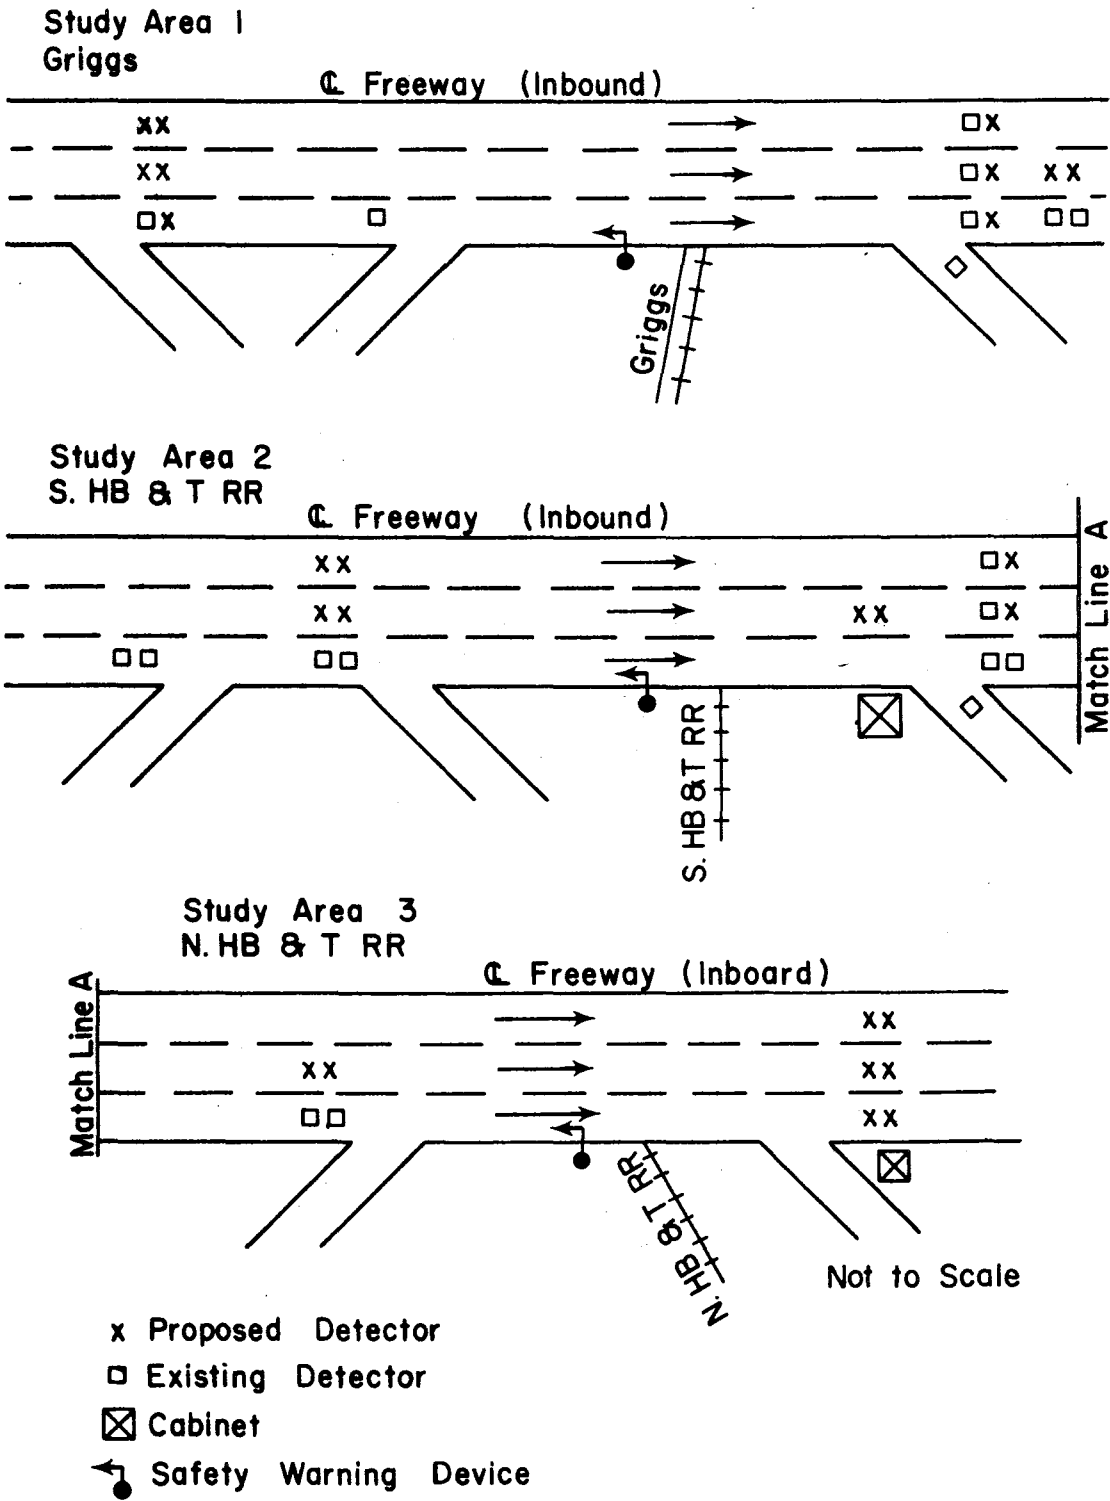 Study Area 1
Griggs
℄ Freeway (Inbound)
Griggs
Study Area 2
S. HB & T RR
℄ Freeway (Inbound)
Match Line A
S. HB & T RR
Study Area 3
N. HB & T RR
℄ Freeway (Inboard)
Match Line A
N. HB & T RR
Not to Scale
x Proposed Detector
Existing Detector
Cabinet
Safety Warning Device